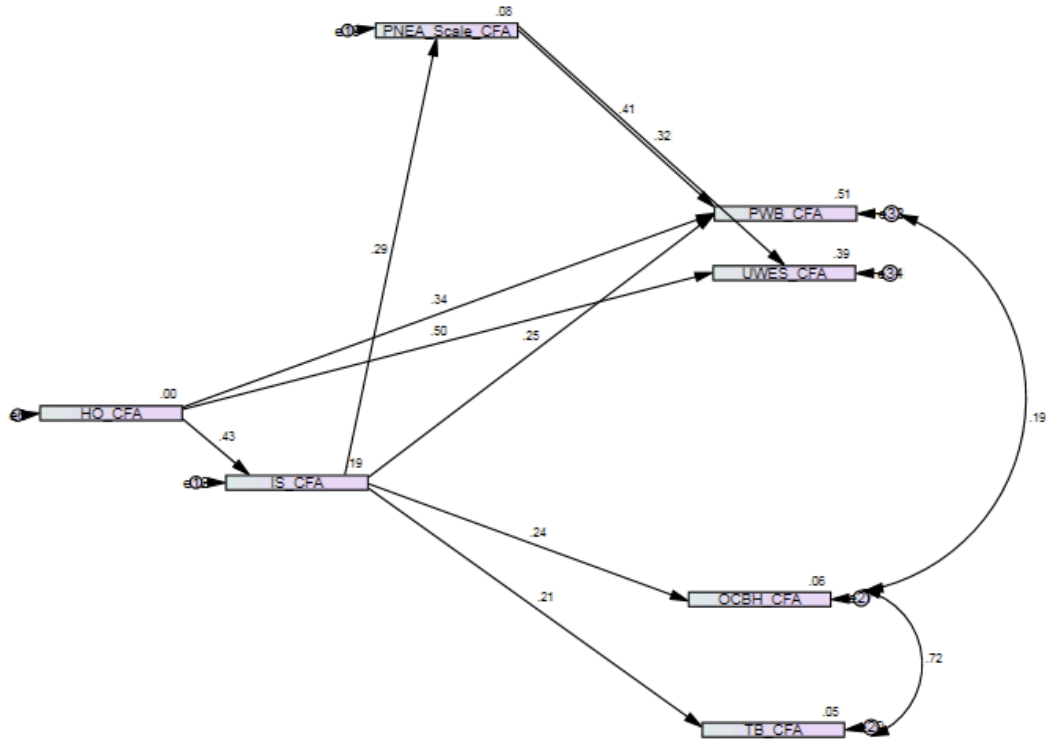 .08
PNEA_Scale_CFA
.41
.32
.51
PWB_CFA
.29
.39
UWES_CFA
.34
.50
.25
.00
HO_CFA
.19
.43
.19
IS_CFA
.24
.06
OCBH_CFA
.21
.72
.05
TB_CFA